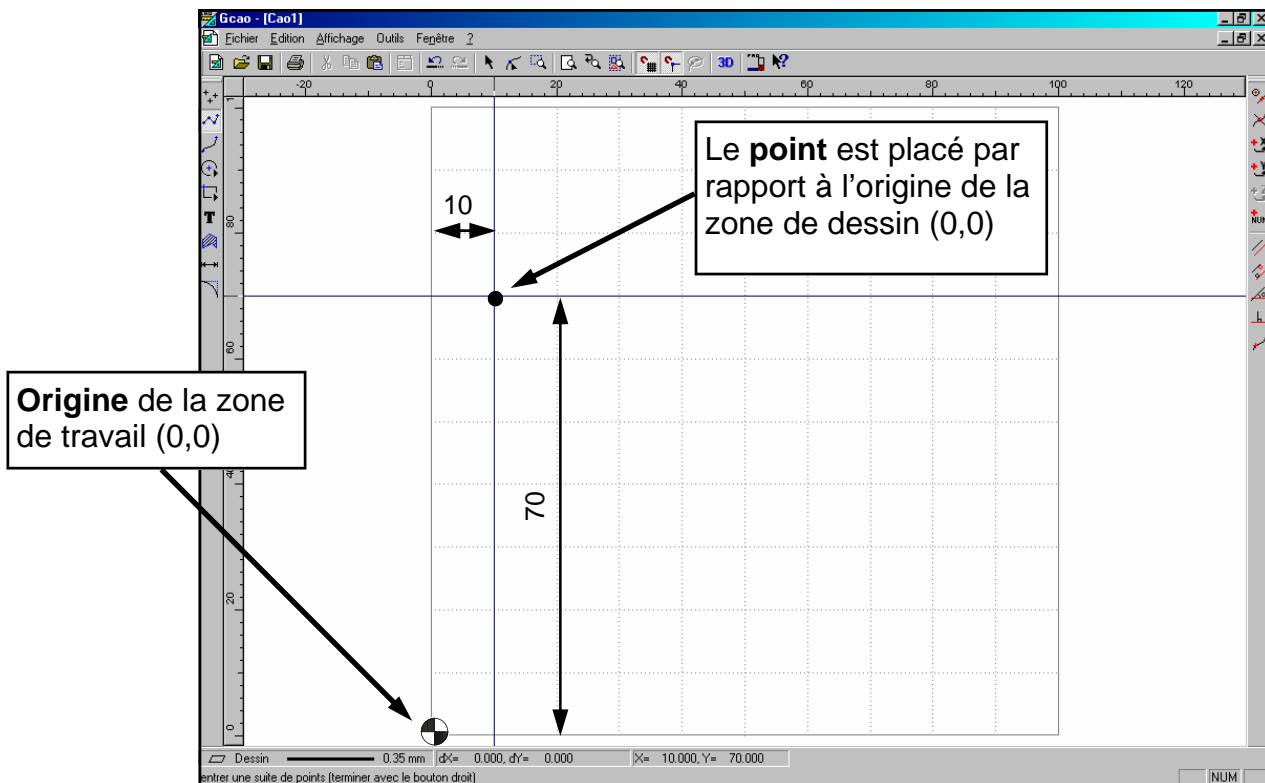 Gcao - [Cao1]
Fichier Edition Affichage Outils Fenêtre ?
3D
-20 0 20 40 60 80 100 120
Le point est placé par
rapport à l'origine de la
zone de dessin (0,0)
10
T
NUM
80
60
Origine de la zone
de travail (0,0)
40
70
20
0
Dessin 0.35 mm dX= 0.000, dY= 0.000 X= 10.000, Y= 70.000
entrer une suite de points (terminer avec le bouton droit) NUM